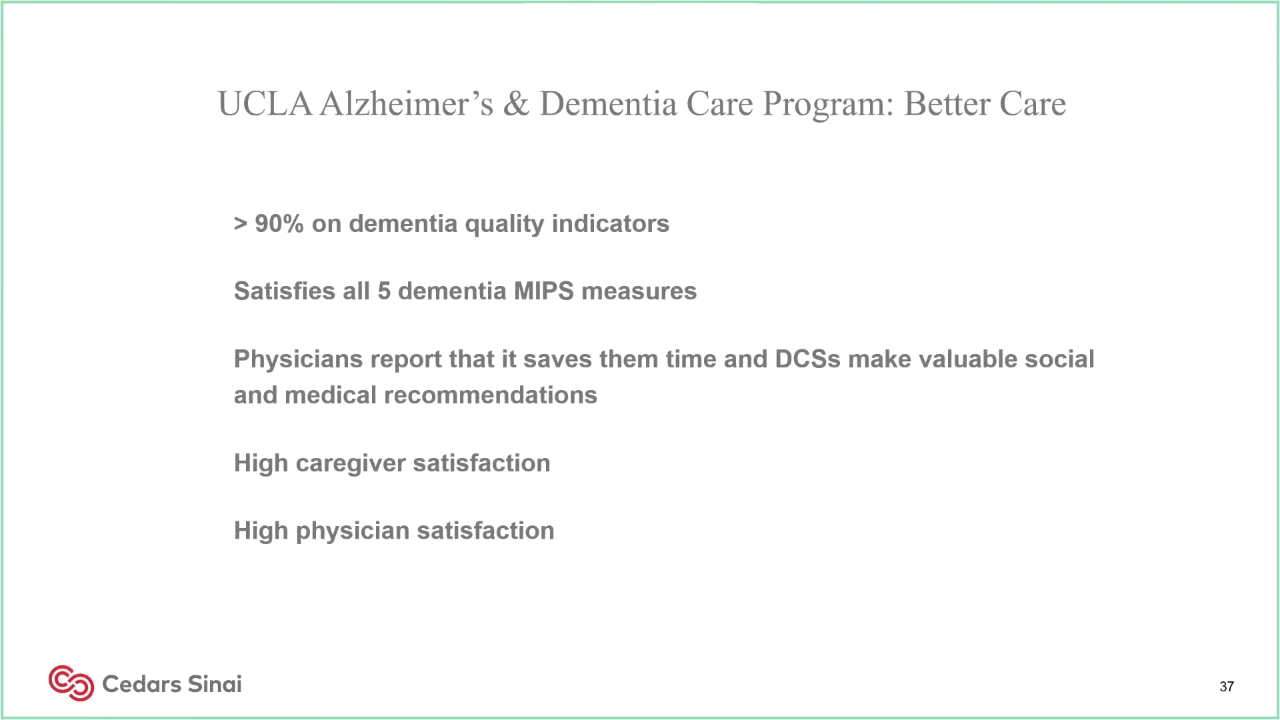 UCLA Alzheimer’s & Dementia Care Program: Better Care
> 90% on dementia quality indicators
Satisfies all 5 dementia MIPS measures
Physicians report that it saves them time and DCSs make valuable social
and medical recommendations
High caregiver satisfaction
High physician satisfaction
Cedars Sinai
37